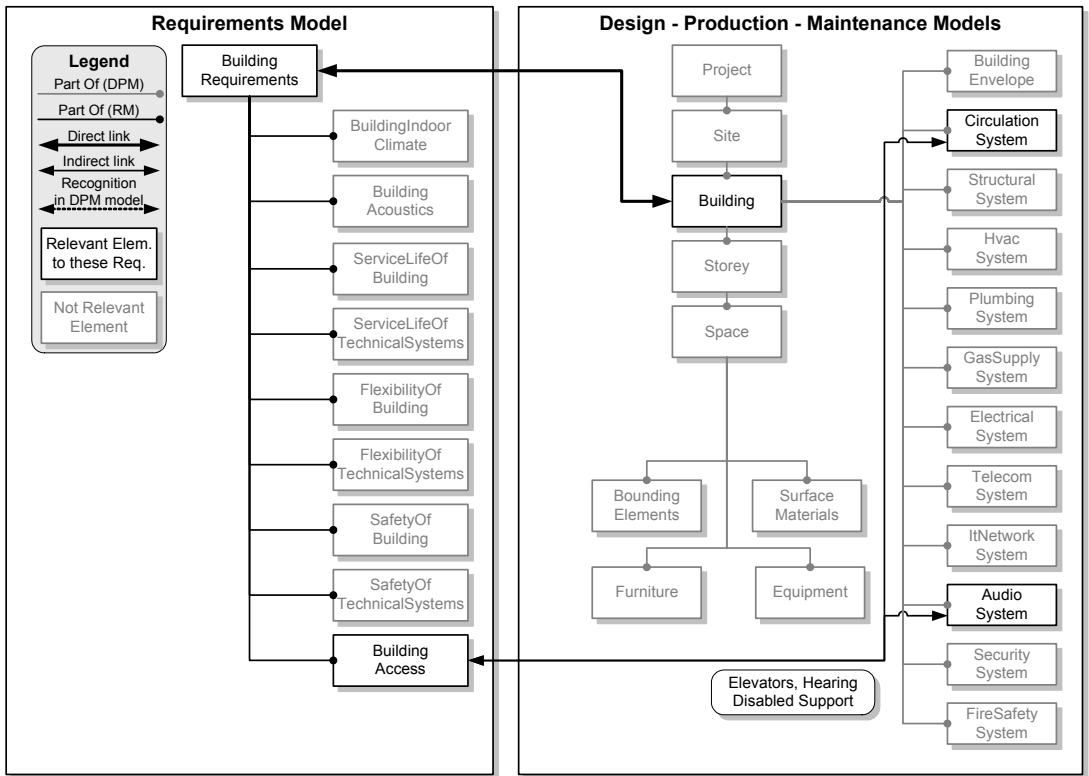 Requirements Model
Legend
Part Of (DPM)
Part Of (RM)
Direct link
Indirect link
Recognition
in DPM model
Relevant Elem.
to these Req.
Not Relevant
Element
Building
Requirements
BuildingIndoor
Climate
Building
Acoustics
ServiceLifeOf
Building
ServiceLifeOf
TechnicalSystems
FlexibilityOf
Building
FlexibilityOf
TechnicalSystems
SafetyOf
Building
SafetyOf
TechnicalSystems
Building
Access
Design - Production - Maintenance Models
Project
Site
Building
Storey
Space
Bounding
Elements
Surface
Materials
Furniture
Equipment
Elevators, Hearing
Disabled Support
Building
Envelope
Circulation
System
Structural
System
Hvac
System
Plumbing
System
GasSupply
System
Electrical
System
Telecom
System
ItNetwork
System
Audio
System
Security
System
FireSafety
System